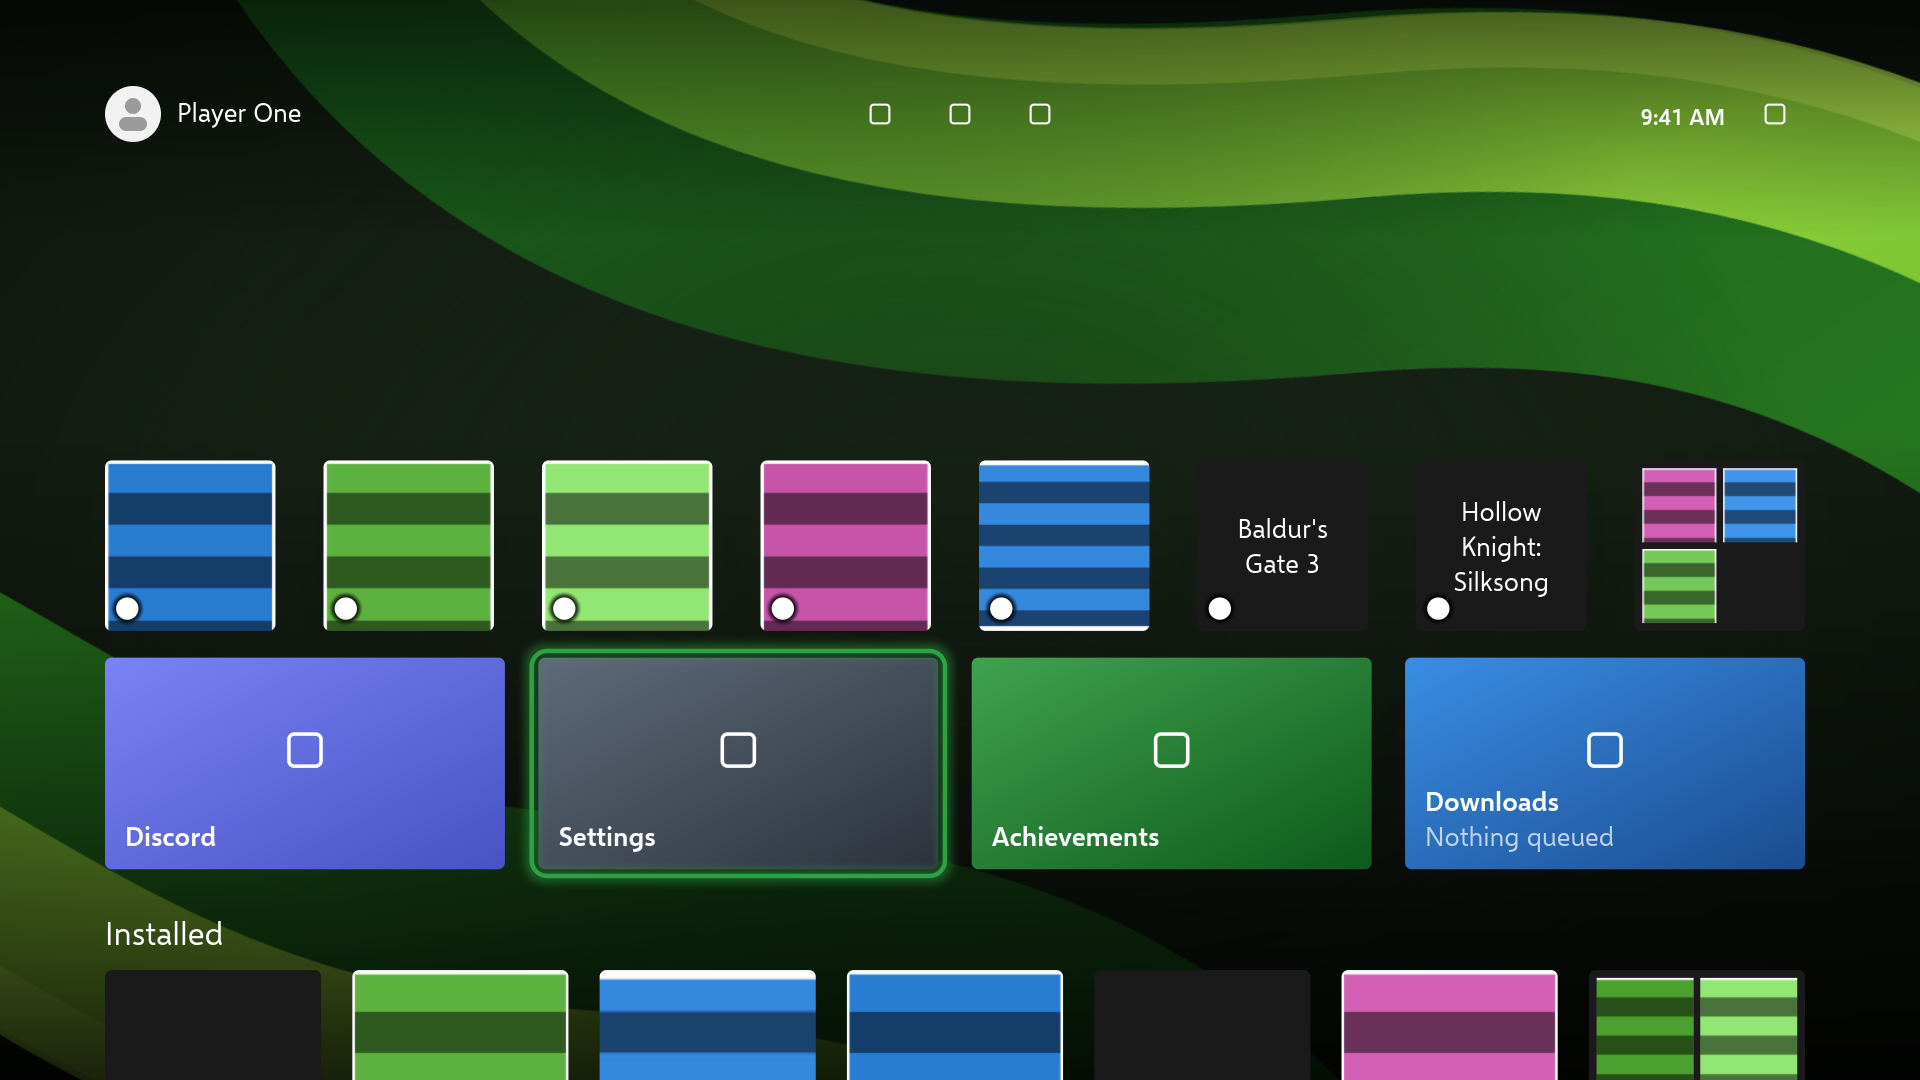 Player One
9:41 AM
Baldur's
Gate 3
Hollow
Knight:
Silksong
Discord
Settings
Achievements
Downloads
Nothing queued
Installed